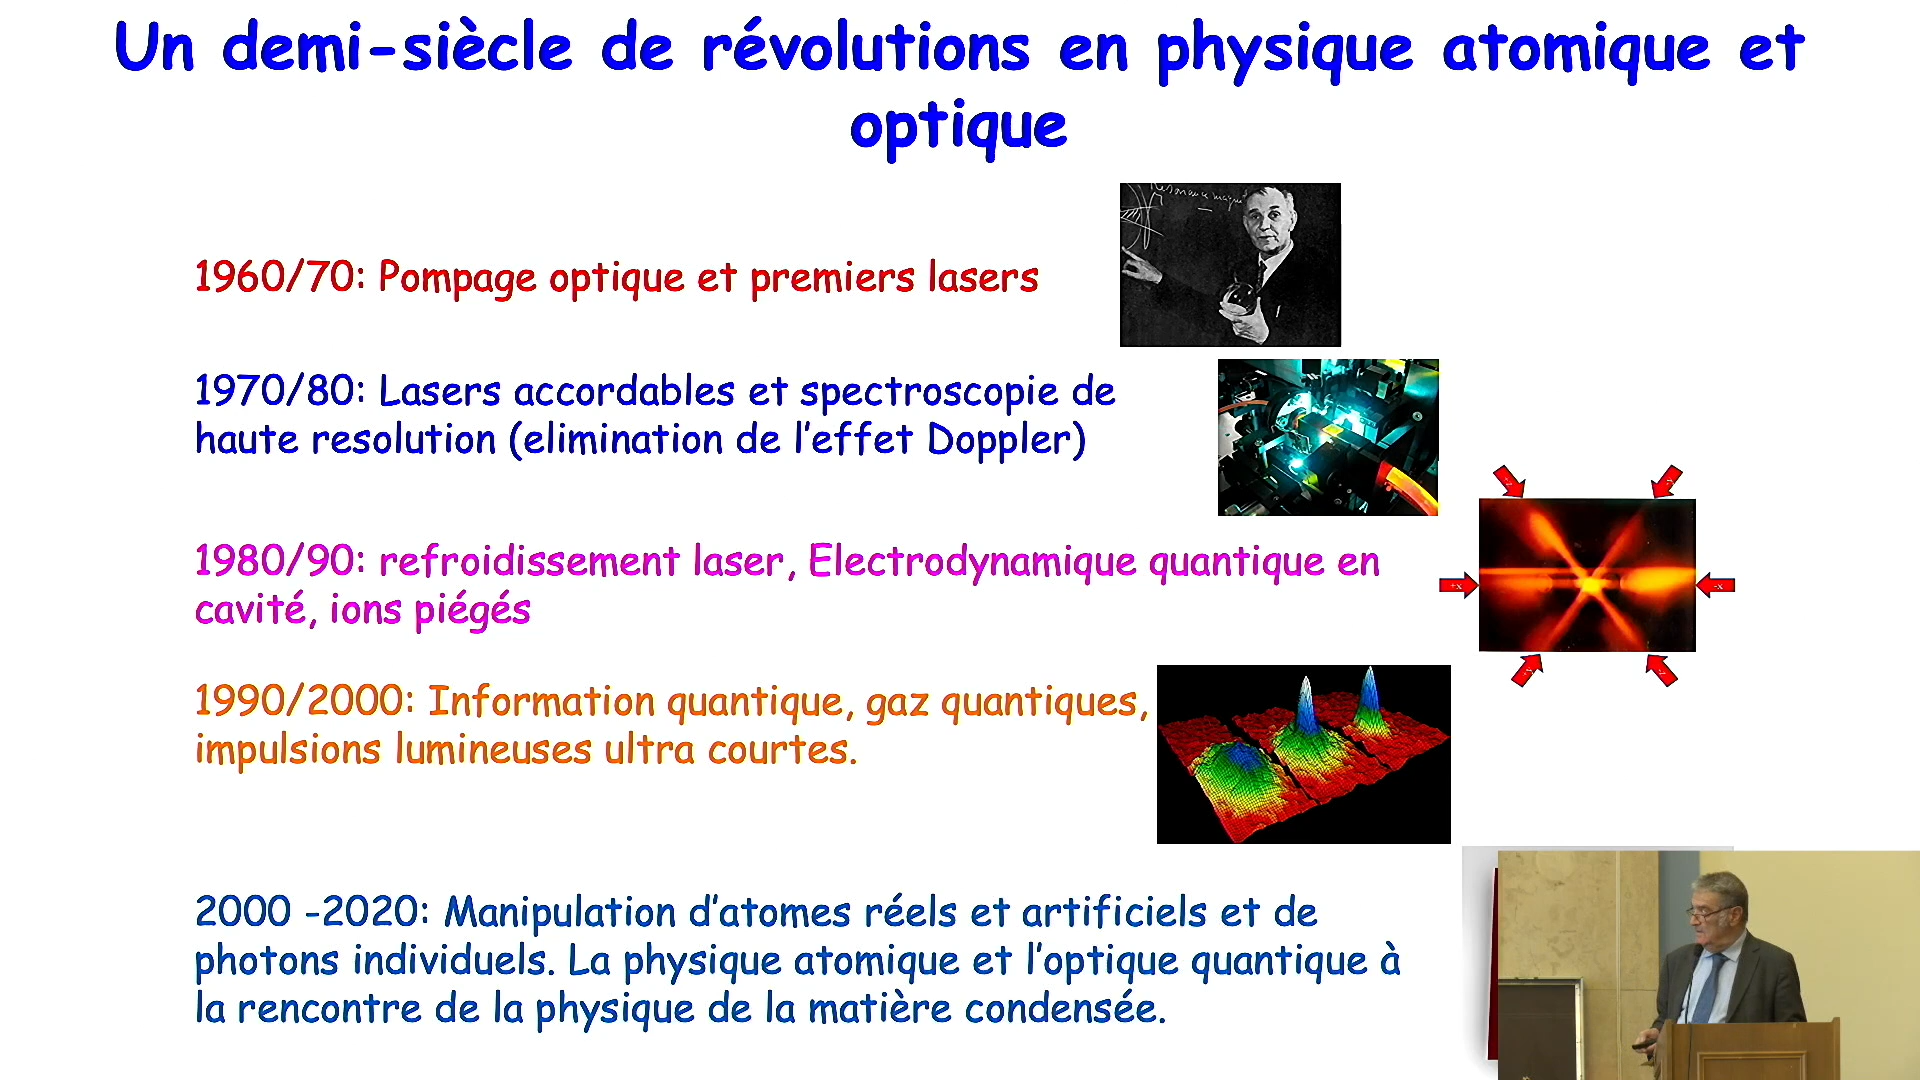 Un demi-siècle de révolutions en physique atomique et
optique
Resonance
1960/70: Pompage optique et premiers lasers
1970/80: Lasers accordables et spectroscopie de
haute resolution (elimination de l'effet Doppler)
1980/90: refroidissement laser, Electrodynamique quantique en
cavité, ions piégés
+x
-x
1990/2000: Information quantique, gaz quantiques,
impulsions lumineuses ultra courtes.
2000 -2020: Manipulation d'atomes réels et artificiels et de
photons individuels. La physique atomique et l'optique quantique à
la rencontre de la physique de la matière condensée.